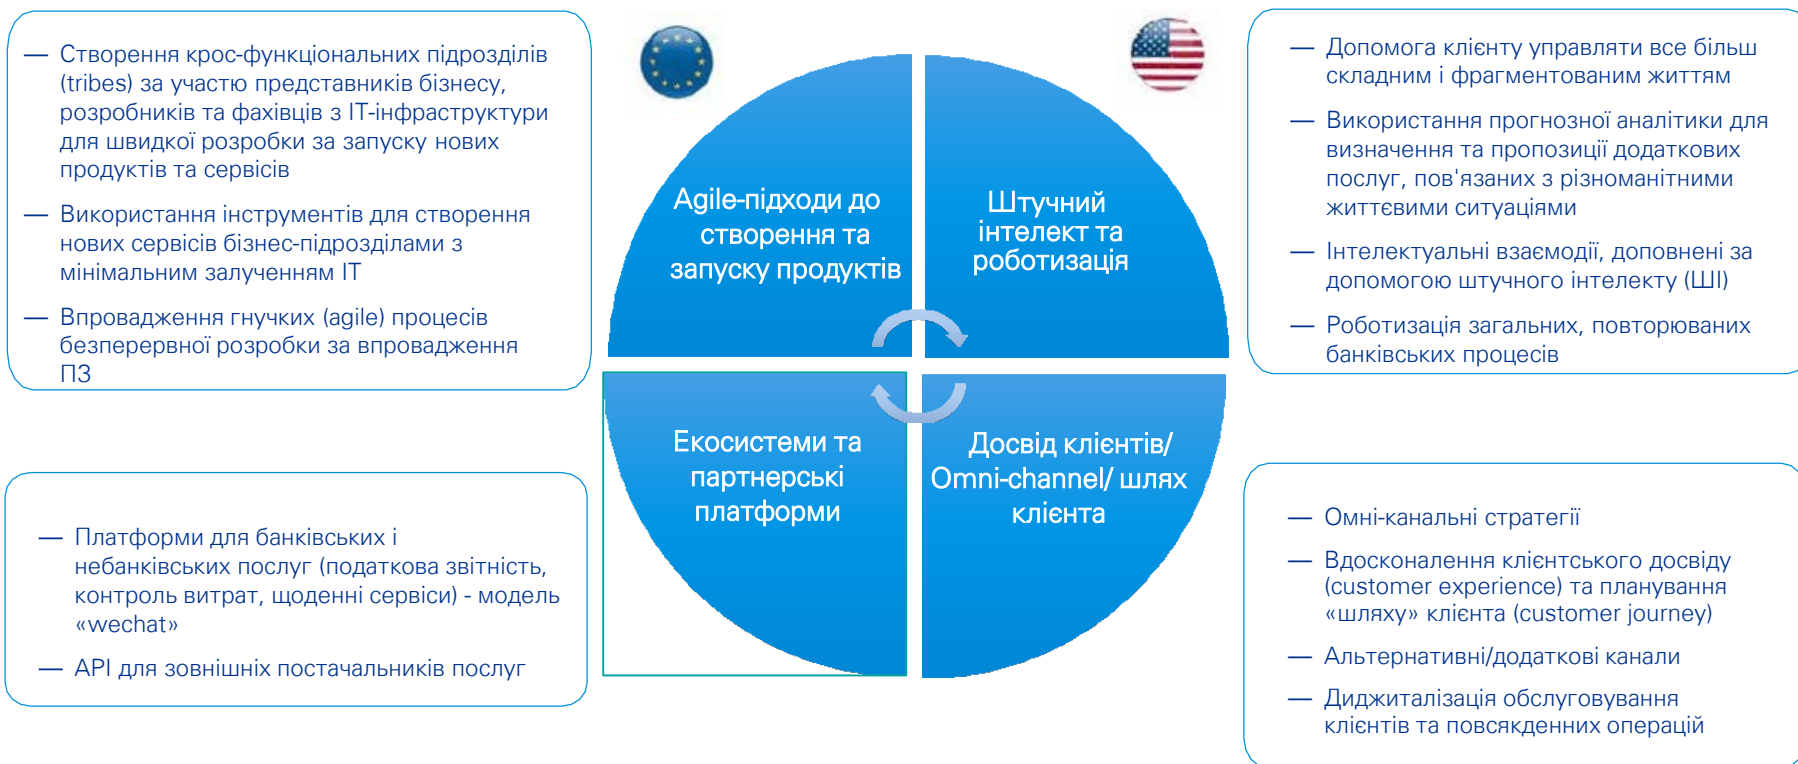 — Створення крос-функціональних підрозділів
(tribes) за участю представників бізнесу,
розробників та фахівців з ІТ-інфраструктури
для швидкої розробки за запуску нових
продуктів та сервісів
— Використання інструментів для створення
нових сервісів бізнес-підрозділами з
мінімальним залученням ІТ
— Впровадження гнучких (agile) процесів
безперервної розробки за впровадження
ПЗ
Agile-підходи до
створення та
запуску продуктів
Штучний
інтелект та
роботизація
— Допомога клієнту управляти все більш
складним і фрагментованим життям
— Використання прогнозної аналітики для
визначення та пропозиції додаткових
послуг, пов'язаних з різноманітними
життєвими ситуаціями
— Інтелектуальні взаємодії, доповнені за
допомогою штучного інтелекту (ШІ)
— Роботизація загальних, повторюваних
банківських процесів
— Платформи для банківських і
небанківських послуг (податкова звітність,
контроль витрат, щоденні сервіси) - модель
«wechat»
— API для зовнішніх постачальників послуг
Екосистеми та
партнерські
платформи
Досвід клієнтів/
Omni-channel/ шлях
клієнта
— Омні-канальні стратегії
— Вдосконалення клієнтського досвіду
(customer experience) та планування
«шляху» клієнта (customer journey)
— Альтернативні/додаткові канали
— Диджиталізація обслуговування
клієнтів та повсякденних операцій